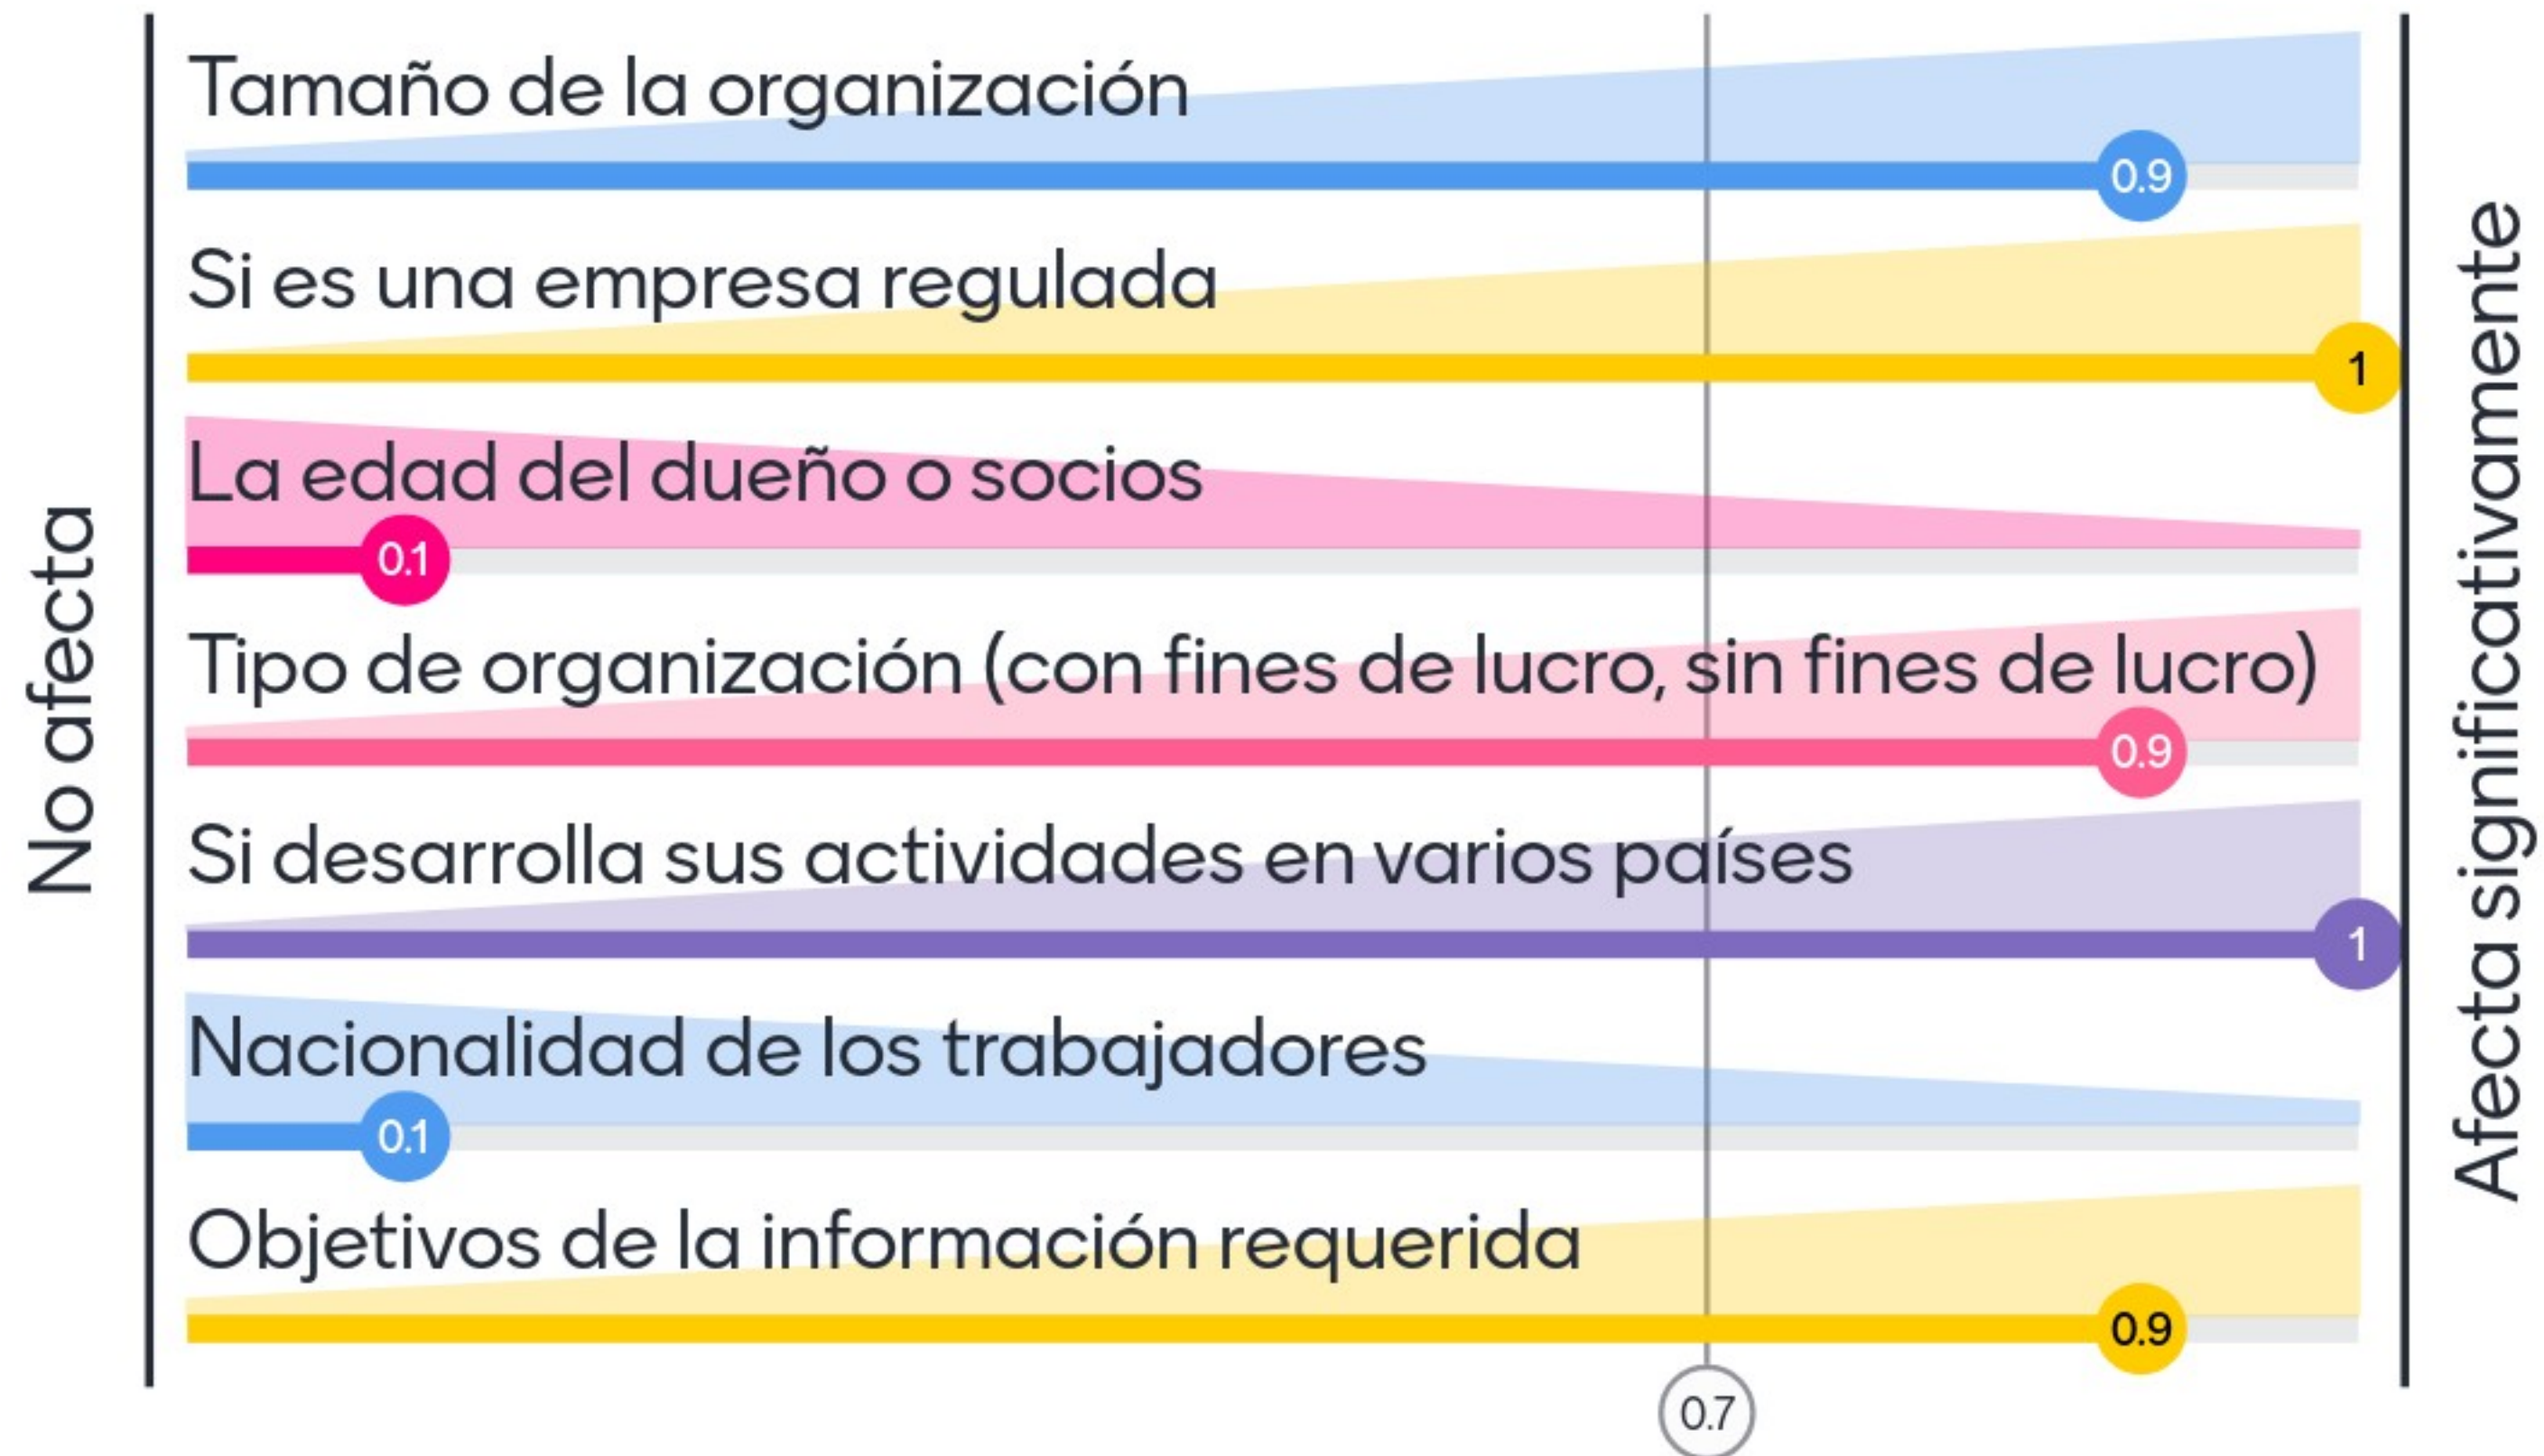 No afecta
Tamaño de la organización
0.9
Si es una empresa regulada
1
La edad del dueño o socios
0.1
Tipo de organización (con fines de lucro, sin fines de lucro)
0.9
Si desarrolla sus actividades en varios países
1
Nacionalidad de los trabajadores
0.1
Objetivos de la información requerida
0.9
0.7
Afecta significativamente